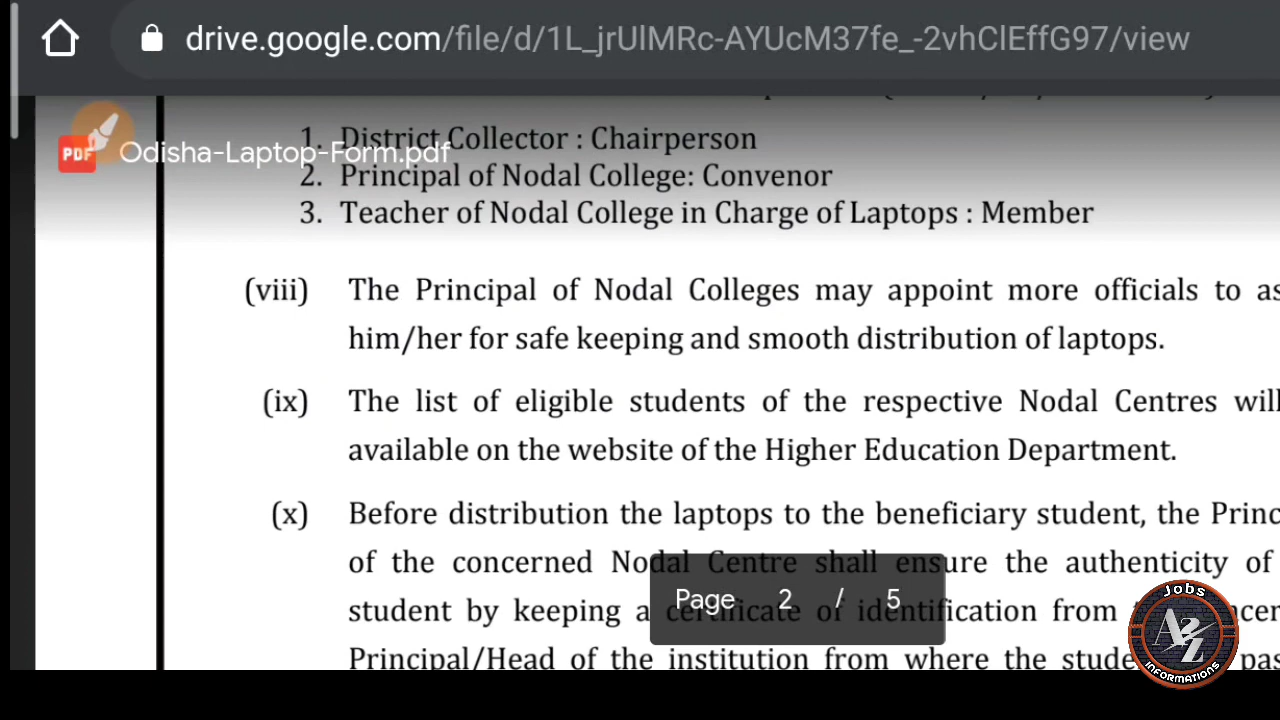 drive.google.com/file/d/1L_jrUlMRc-AYUcM37fe_-2vhClEffG97/view
PDF
Odisha-Laptop-Form.pdf
1. District Collector : Chairperson
2. Principal of Nodal College: Convenor
3. Teacher of Nodal College in Charge of Laptops : Member
(viii) The Principal of Nodal Colleges may appoint more officials to as
him/her for safe keeping and smooth distribution of laptops.
(ix) The list of eligible students of the respective Nodal Centres will
available on the website of the Higher Education Department.
(x) Before distribution the laptops to the beneficiary student, the Princ
of the concerned Nodal Centre shall ensure the authenticity of
student by keeping a certificate of identification from
Principal/Head of the institution from where the stude pas
Page 2 / 5
Jobs
INFORMATIONS